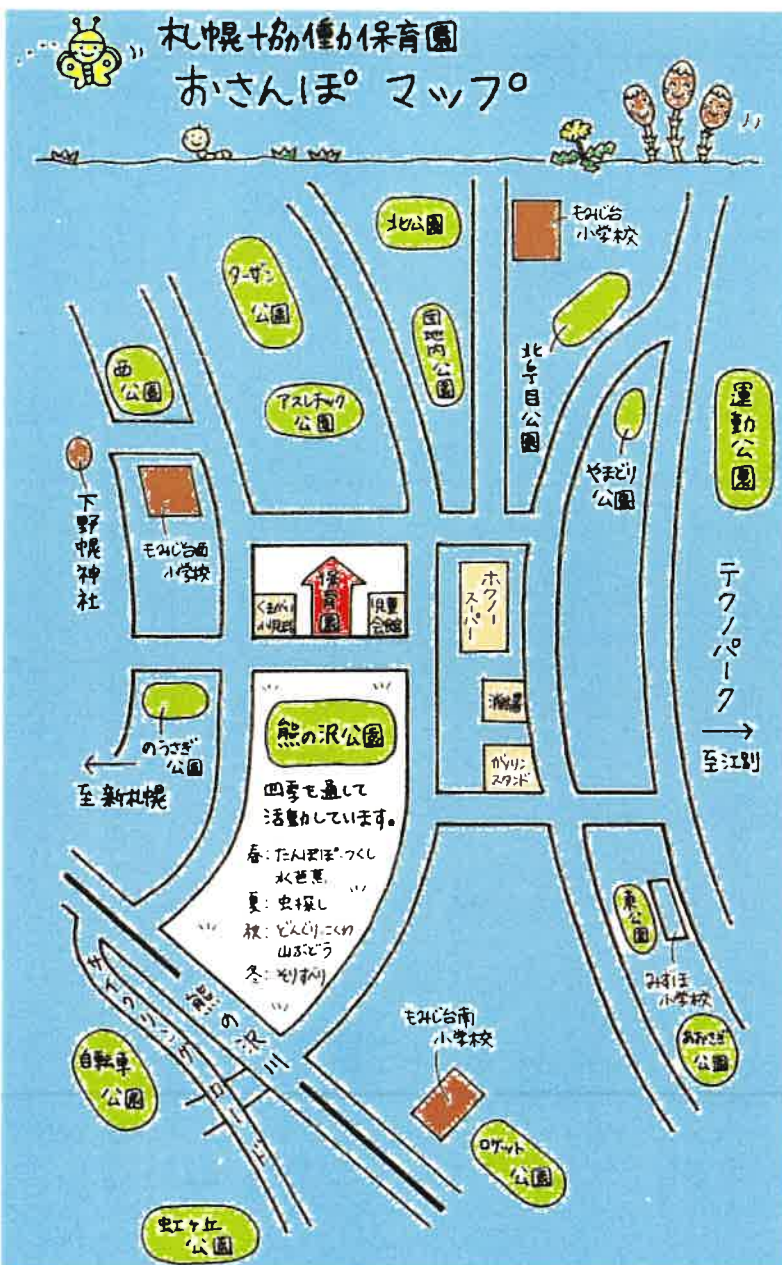 札幌協働保育園
おさんぽ マップ
北公園
もみじ台
小学校
ターザン
公園
団地内公園
西
公園
アスレチック
公園
北5丁目公園
運動公園
やまどり
公園
下野幌神社
もみじ台西
小学校
保育園
児童
会館
ホクノー
スーパー
テクノパーク
のうさぎ
公園
熊の沢公園
ガソリン
スタンド
至新札幌
至江別
四季を通して
活動しています。
春:たんぽぽ・つくし
水芭蕉
夏:虫探し
秋:どんぐり・こくわ
山ぶどう
冬:そりすべり
東公園
みずほ
小学校
熊の沢川
サイクリングロード
もみじ台南
小学校
あおさぎ
公園
自転車
公園
ロケット
公園
虹ヶ丘
公園